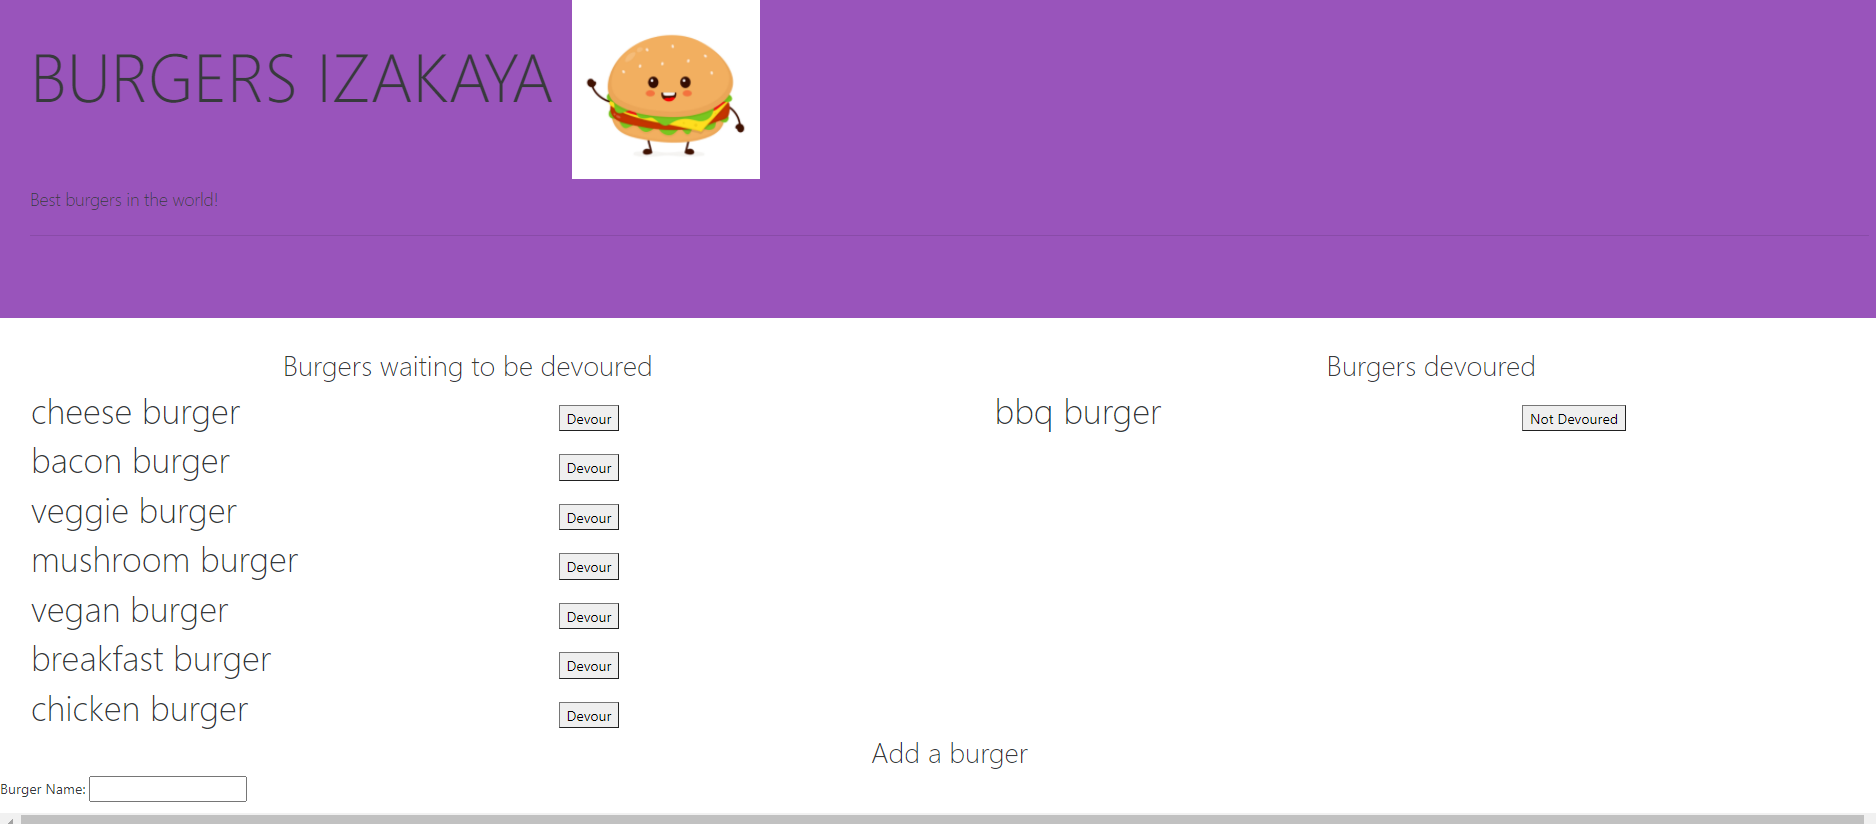 BURGERS IZAKAYA
Best burgers in the world!
Burgers waiting to be devoured
cheese burger Devour
bacon burger Devour
veggie burger Devour
mushroom burger Devour
vegan burger Devour
breakfast burger Devour
chicken burger Devour
Burgers devoured
bbq burger Not Devoured
Add a burger
Burger Name: